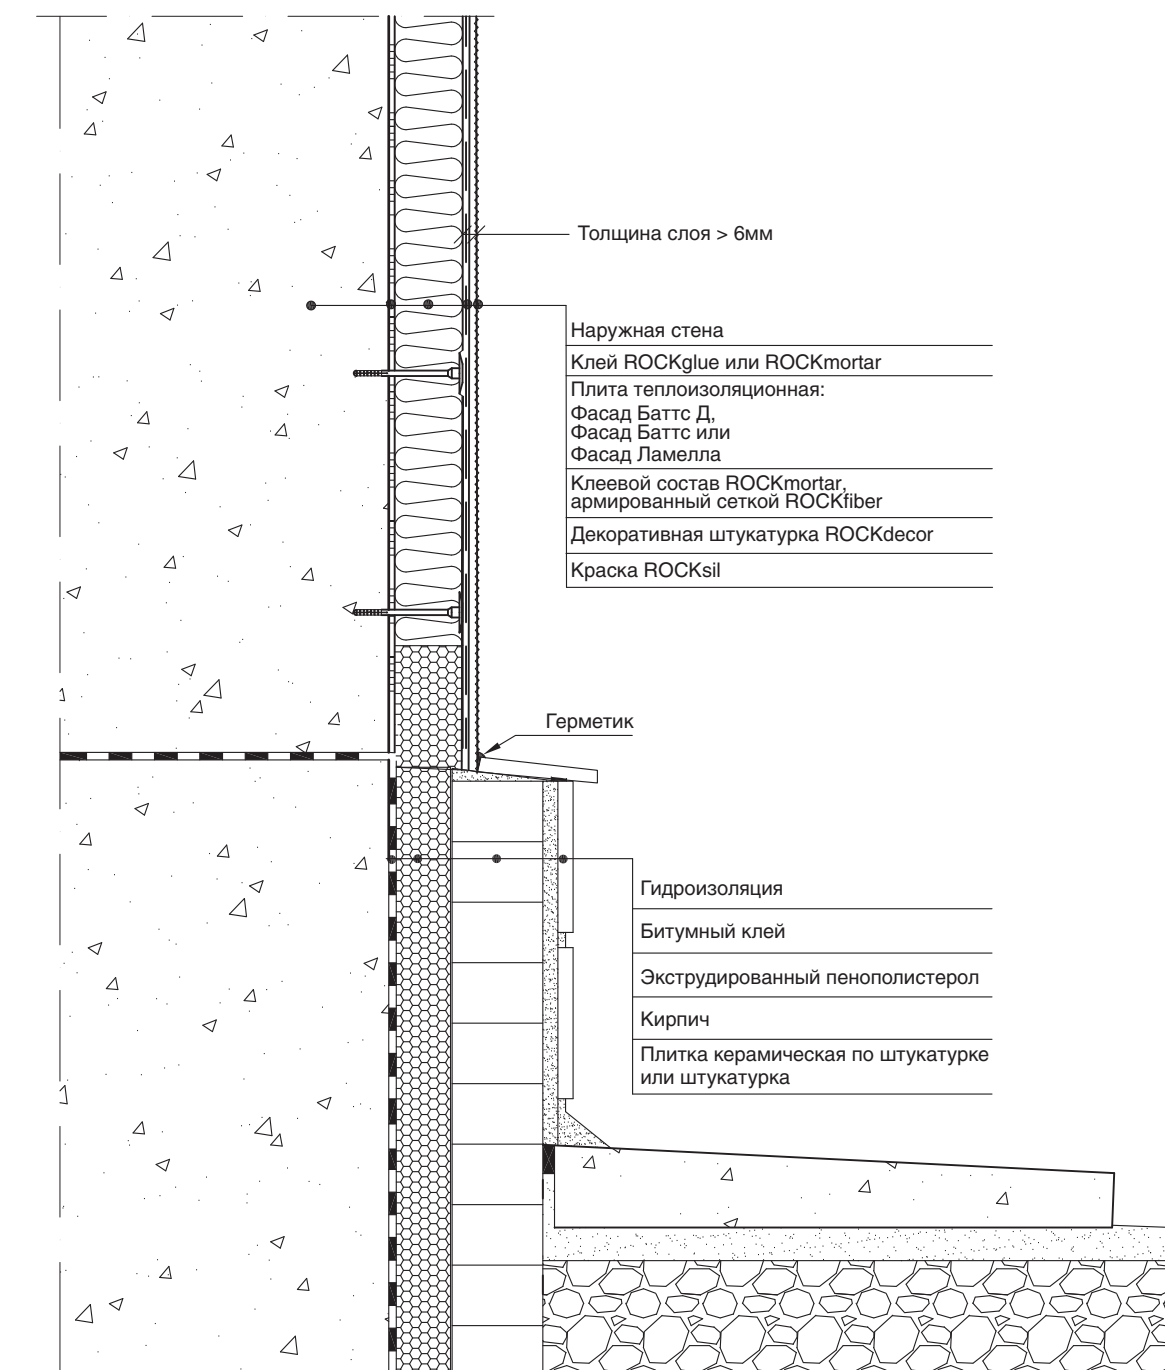 Толщина слоя > 6мм
Наружная стена
Клей ROCKglue или ROCKmortar
Плита теплоизоляционная:
Фасад Баттс Д,
Фасад Баттс или
Фасад Ламелла
Клеевой состав ROCKmortar,
армированный сеткой ROCKfiber
Декоративная штукатурка ROCKdecor
Краска ROCKsil
Герметик
Гидроизоляция
Битумный клей
Экструдированный пенополистерол
Кирпич
Плитка керамическая по штукатурке
или штукатурка